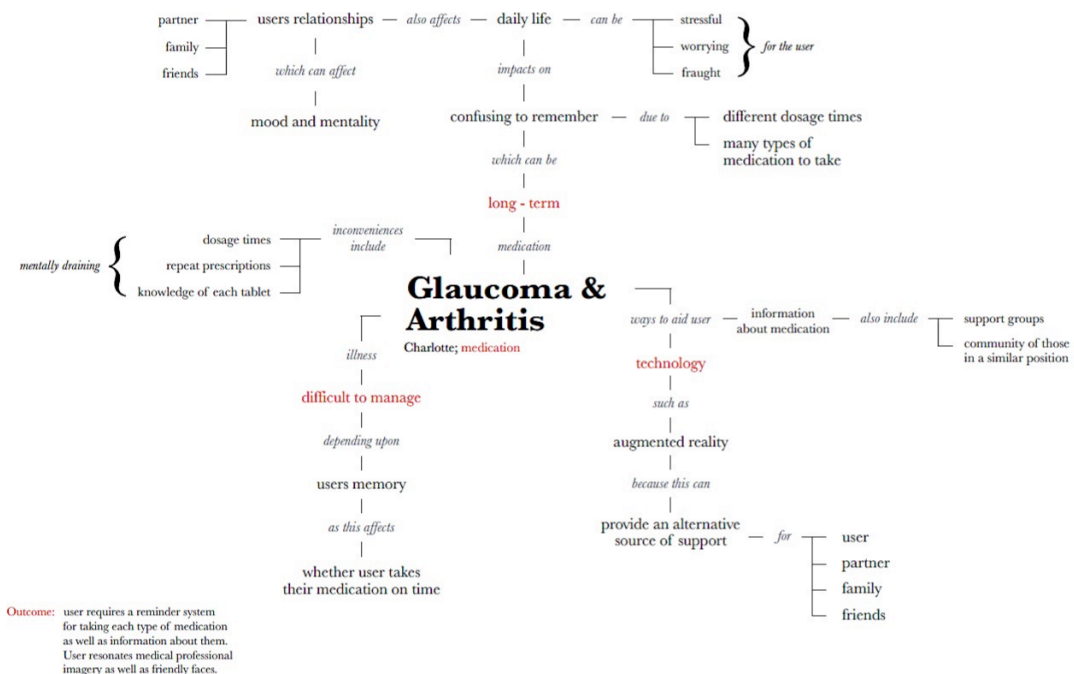 partner
users relationships
also affects
daily life
can be
stressful
family
worrying
for the user
friends
which can affect
impacts on
fraught
mood and mentality
confusing to remember
due to
different dosage times
many types of
medication to take
which can be
long - term
inconveniences
include
medication
dosage times
mentally draining
repeat prescriptions
knowledge of each tablet
Glaucoma &
Arthritis
Charlotte; medication
ways to aid user
information
about medication
also include
support groups
community of those
in a similar position
illness
technology
difficult to manage
such as
depending upon
augmented reality
users memory
because this can
as this affects
provide an alternative
source of support
for
user
partner
family
friends
whether user takes
their medication on time
Outcome: user requires a reminder system
for taking each type of medication
as well as information about them.
User resonates medical professional
imagery as well as friendly faces.